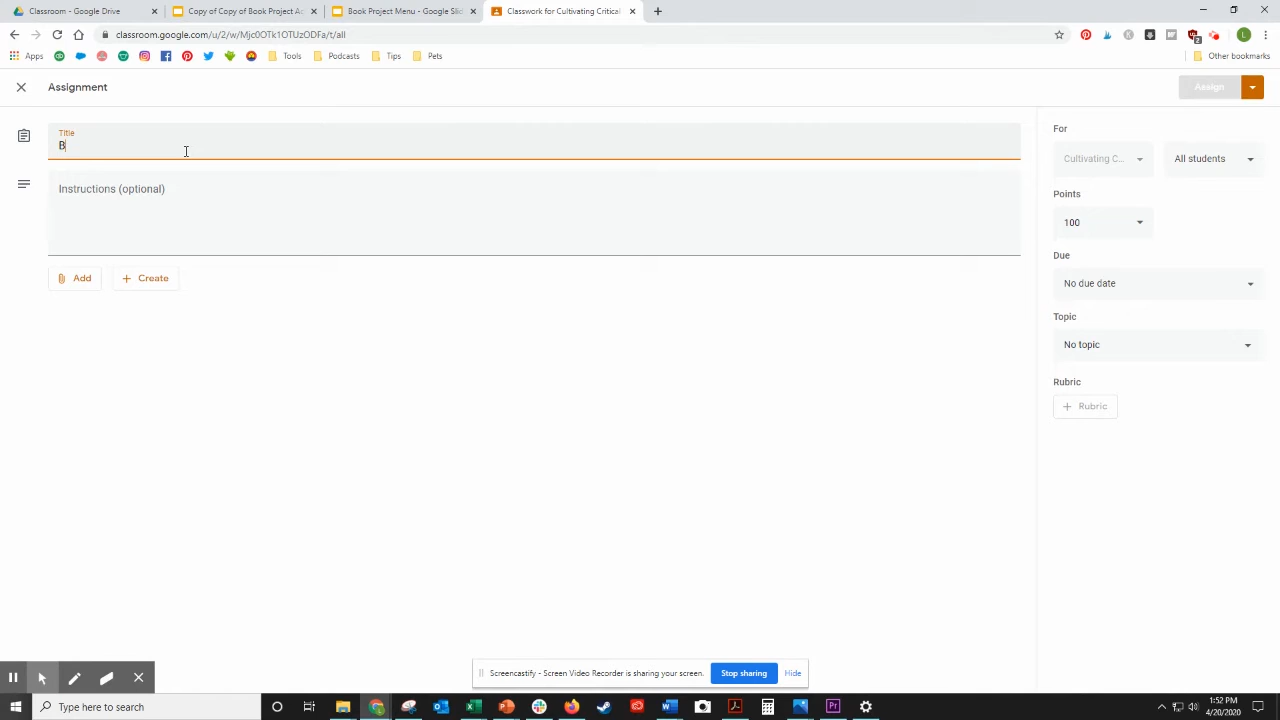 Classroom - Google Drive
Copy of Copy of Book Project As
Book Project Menu - Google Slid
Classwork for Cultivating Critical
classroom.google.com/u/2/w/Mjc0OTk1OTUzODFa/t/all
Apps
Tools
Podcasts
Tips
Pets
Other bookmarks
Assignment
Assign
Title
B
Instructions (optional)
Add
Create
For
Cultivating C...
All students
Points
100
Due
No due date
Topic
No topic
Rubric
Rubric
Screencastify - Screen Video Recorder is sharing your screen.
Stop sharing
Hide
Type here to search
1:52 PM
4/20/2020